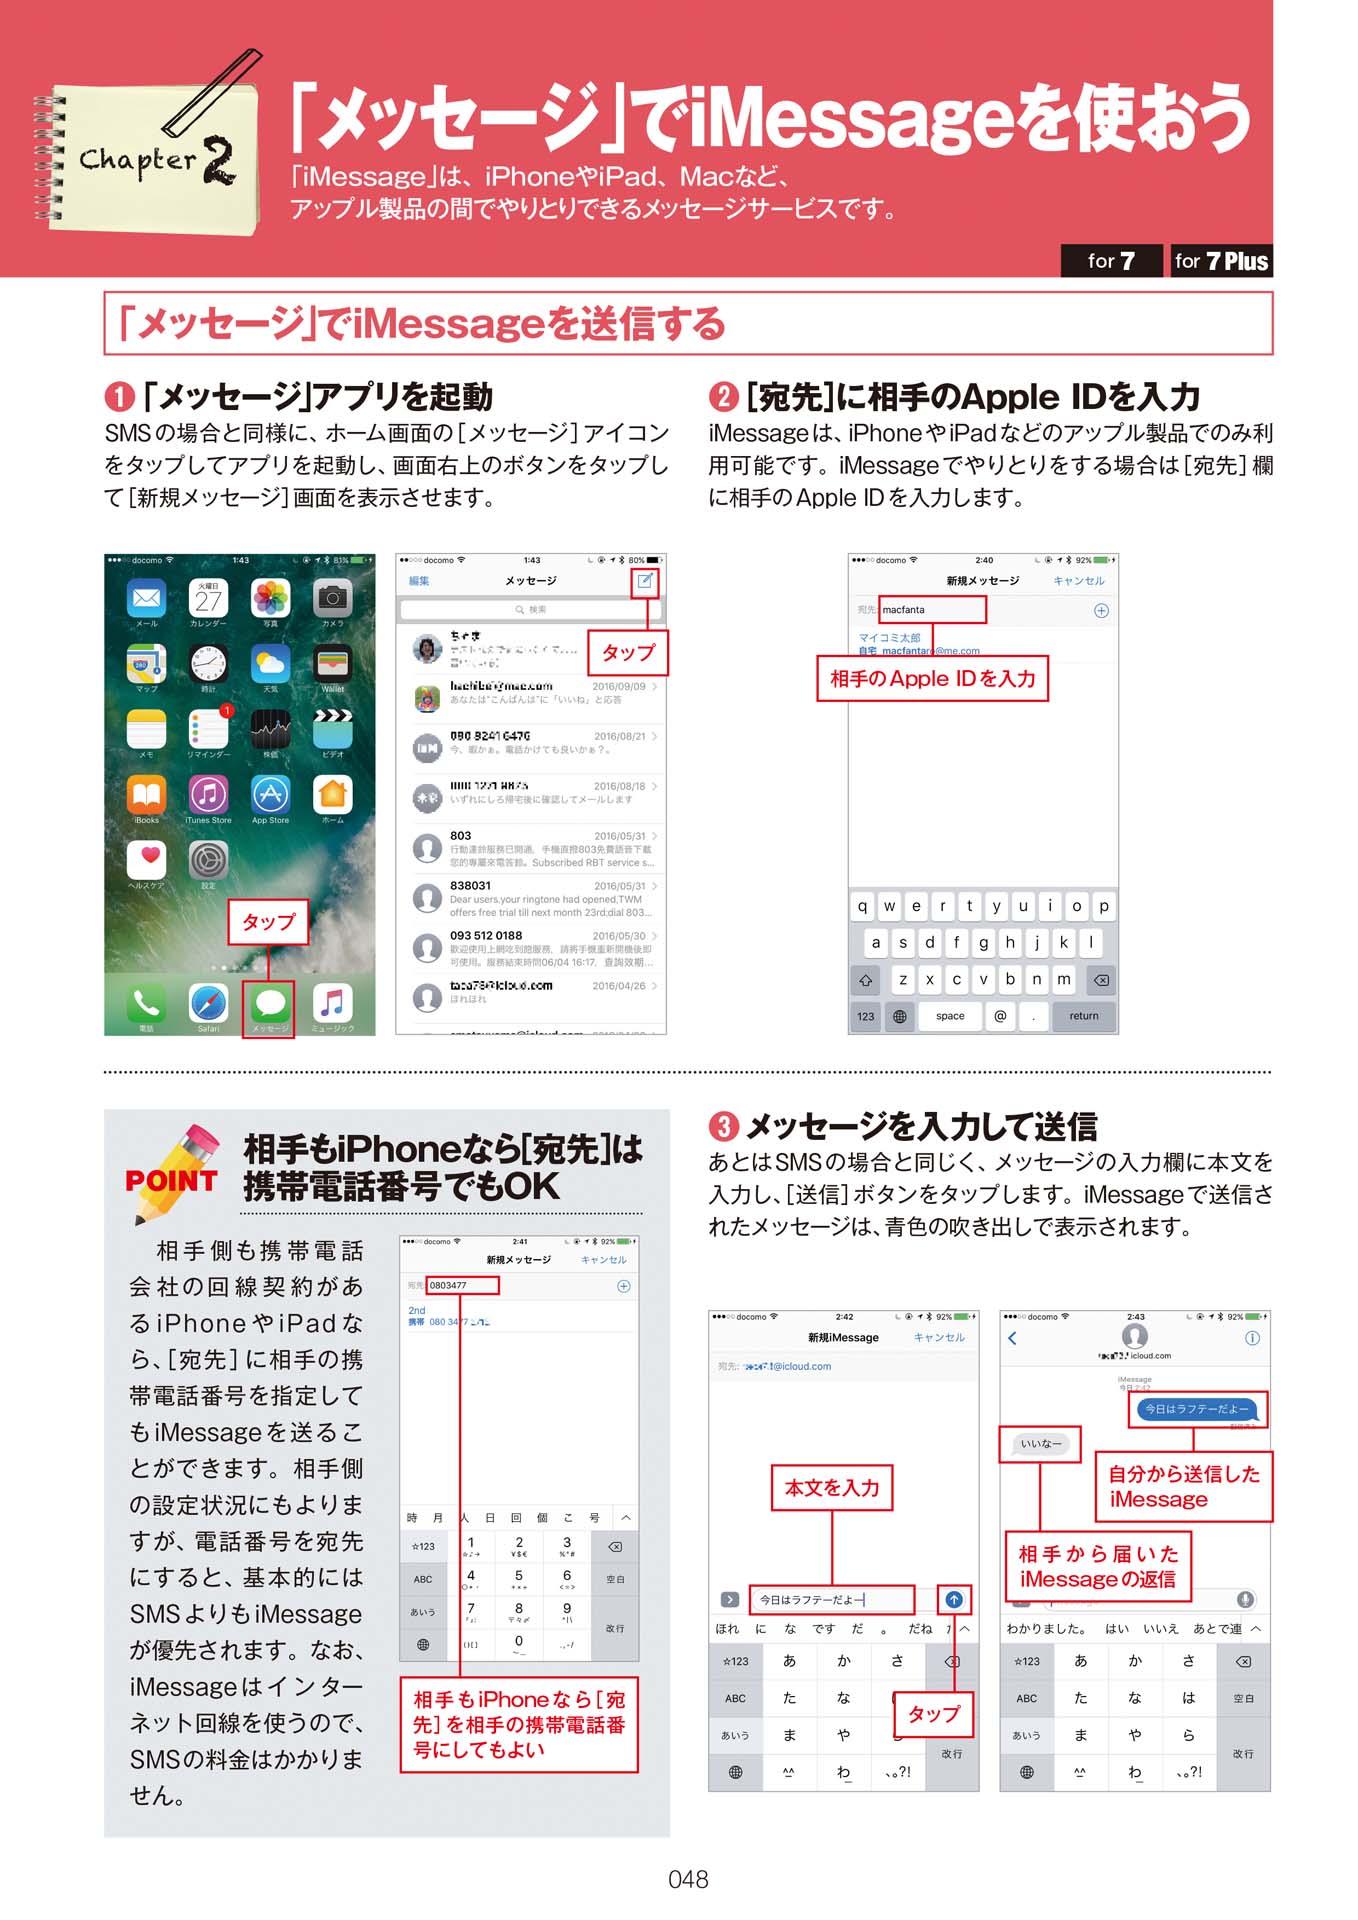 Chapter 2
「メッセージ」でiMessageを使おう
「iMessage」は、iPhoneやiPad、Macなど、
アップル製品の間でやりとりできるメッセージサービスです。
for 7
for 7 Plus
「メッセージ」でiMessageを送信する
❶「メッセージ」アプリを起動
SMSの場合と同様に、ホーム画面の［メッセージ］アイコン
をタップしてアプリを起動し、画面右上のボタンをタップし
て［新規メッセージ］画面を表示させます。
docomo 1:43 83%
メール
火曜日
27
カレンダー
写真
カメラ
280
マップ
時計
天気
Wallet
メモ
1
リマインダー
株価
ビデオ
iBooks
iTunes Store
App Store
ホーム
ヘルスケア
設定
タップ
電話
Safari
メッセージ
ミュージック
docomo 1:43 80%
編集
メッセージ
検索
タップ
2016/09/09
あなたは"こんばんは"に「いいね」と応答
2016/08/21
今、暇かぁ。電話かけても良いかぁ？。
2016/08/18
いずれにしろ帰宅後に確認してメールします
803
2016/05/31
行動達鈴服務已開通，手機直撥803免費語音下載
您的專屬來電答鈴。Subscribed RBT service s...
838031
2016/05/31
Dear users,your ringtone had opened,TWM
offers free trial till next month 23rd;dial 803...
093 512 0188
2016/05/30
歡迎使用上網吃到飽服務，請將手機重新開機後即
可使用。服務結束時間06/04 16:17，查詢效期...
2016/04/26
ほれほれ
❷［宛先］に相手のApple IDを入力
iMessageは、iPhoneやiPadなどのアップル製品でのみ利
用可能です。iMessageでやりとりをする場合は［宛先］欄
に相手のApple IDを入力します。
docomo 2:40 92%
新規メッセージ
キャンセル
宛先: macfanta
マイコミ太郎
自宅 macfantaro@me.com
相手のApple IDを入力
q w e r t y u i o p
a s d f g h j k l
z x c v b n m
123 space @ . return
POINT
相手もiPhoneなら［宛先］は
携帯電話番号でもOK
相手側も携帯電話
会社の回線契約があ
るiPhoneやiPadな
ら、［宛先］に相手の携
帯電話番号を指定して
もiMessageを送るこ
とができます。相手側
の設定状況にもよりま
すが、電話番号を宛先
にすると、基本的には
SMSよりもiMessage
が優先されます。なお、
iMessageはインター
ネット回線を使うので、
SMSの料金はかかりま
せん。
docomo 2:41 92%
新規メッセージ
キャンセル
宛先: 0803477
2nd
携帯 080 3477
時 月 人 日 回 個 こ 号
☆123 1 2 3
☆♪→ ¥$€ %°#
ABC 4 5 6 空白
○*・ +×÷ <=>
あいう 7 8 9
「」: 〒々〆 ^|\
()[] 0 .,-/ 改行
相手もiPhoneなら［宛
先］を相手の携帯電話番
号にしてもよい
❸メッセージを入力して送信
あとはSMSの場合と同じく、メッセージの入力欄に本文を
入力し、［送信］ボタンをタップします。iMessageで送信さ
れたメッセージは、青色の吹き出しで表示されます。
docomo 2:42 92%
新規iMessage
キャンセル
宛先: @icloud.com
本文を入力
今日はラフテーだよー
ほれ に な です だ 。 だね
☆123 あ か さ
ABC た な
タップ
あいう ま や ら
^^ わ 、。?! 改行
docomo 2:43 92%
icloud.com
iMessage
今日 2:42
今日はラフテーだよー
いいなー
自分から送信した
iMessage
相手から届いた
iMessageの返信
わかりました。 はい いいえ あとで連
☆123 あ か さ
ABC た な は 空白
あいう ま や ら
^^ わ 、。?! 改行
048